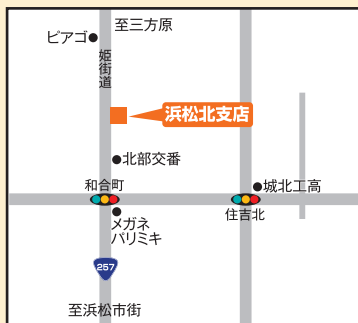 至三方原
ピアゴ
姫街道
浜松北支店
北部交番
和合町
城北工高
住吉北
メガネ
パリミキ
257
至浜松市街